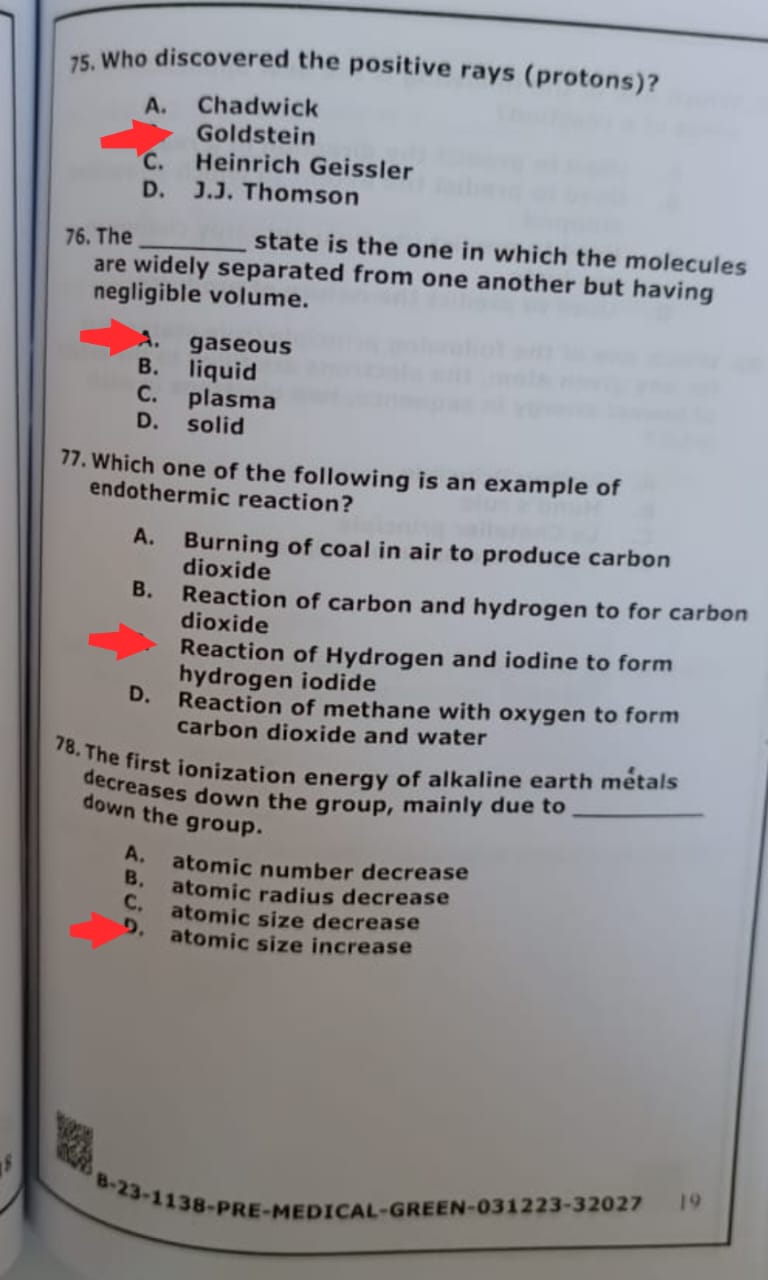 75. Who discovered the positive rays (protons)?
A. Chadwick
Goldstein
C. Heinrich Geissler
D. J.J. Thomson
76. The ________ state is the one in which the molecules
are widely separated from one another but having
negligible volume.
A. gaseous
B. liquid
C. plasma
D. solid
77. Which one of the following is an example of
endothermic reaction?
A. Burning of coal in air to produce carbon
dioxide
B. Reaction of carbon and hydrogen to for carbon
dioxide
Reaction of Hydrogen and iodine to form
hydrogen iodide
D. Reaction of methane with oxygen to form
carbon dioxide and water
78. The first ionization energy of alkaline earth metals
decreases down the group, mainly due to __________
down the group.
A. atomic number decrease
B. atomic radius decrease
C. atomic size decrease
D. atomic size increase
B-23-1138-PRE-MEDICAL-GREEN-031223-32027 19